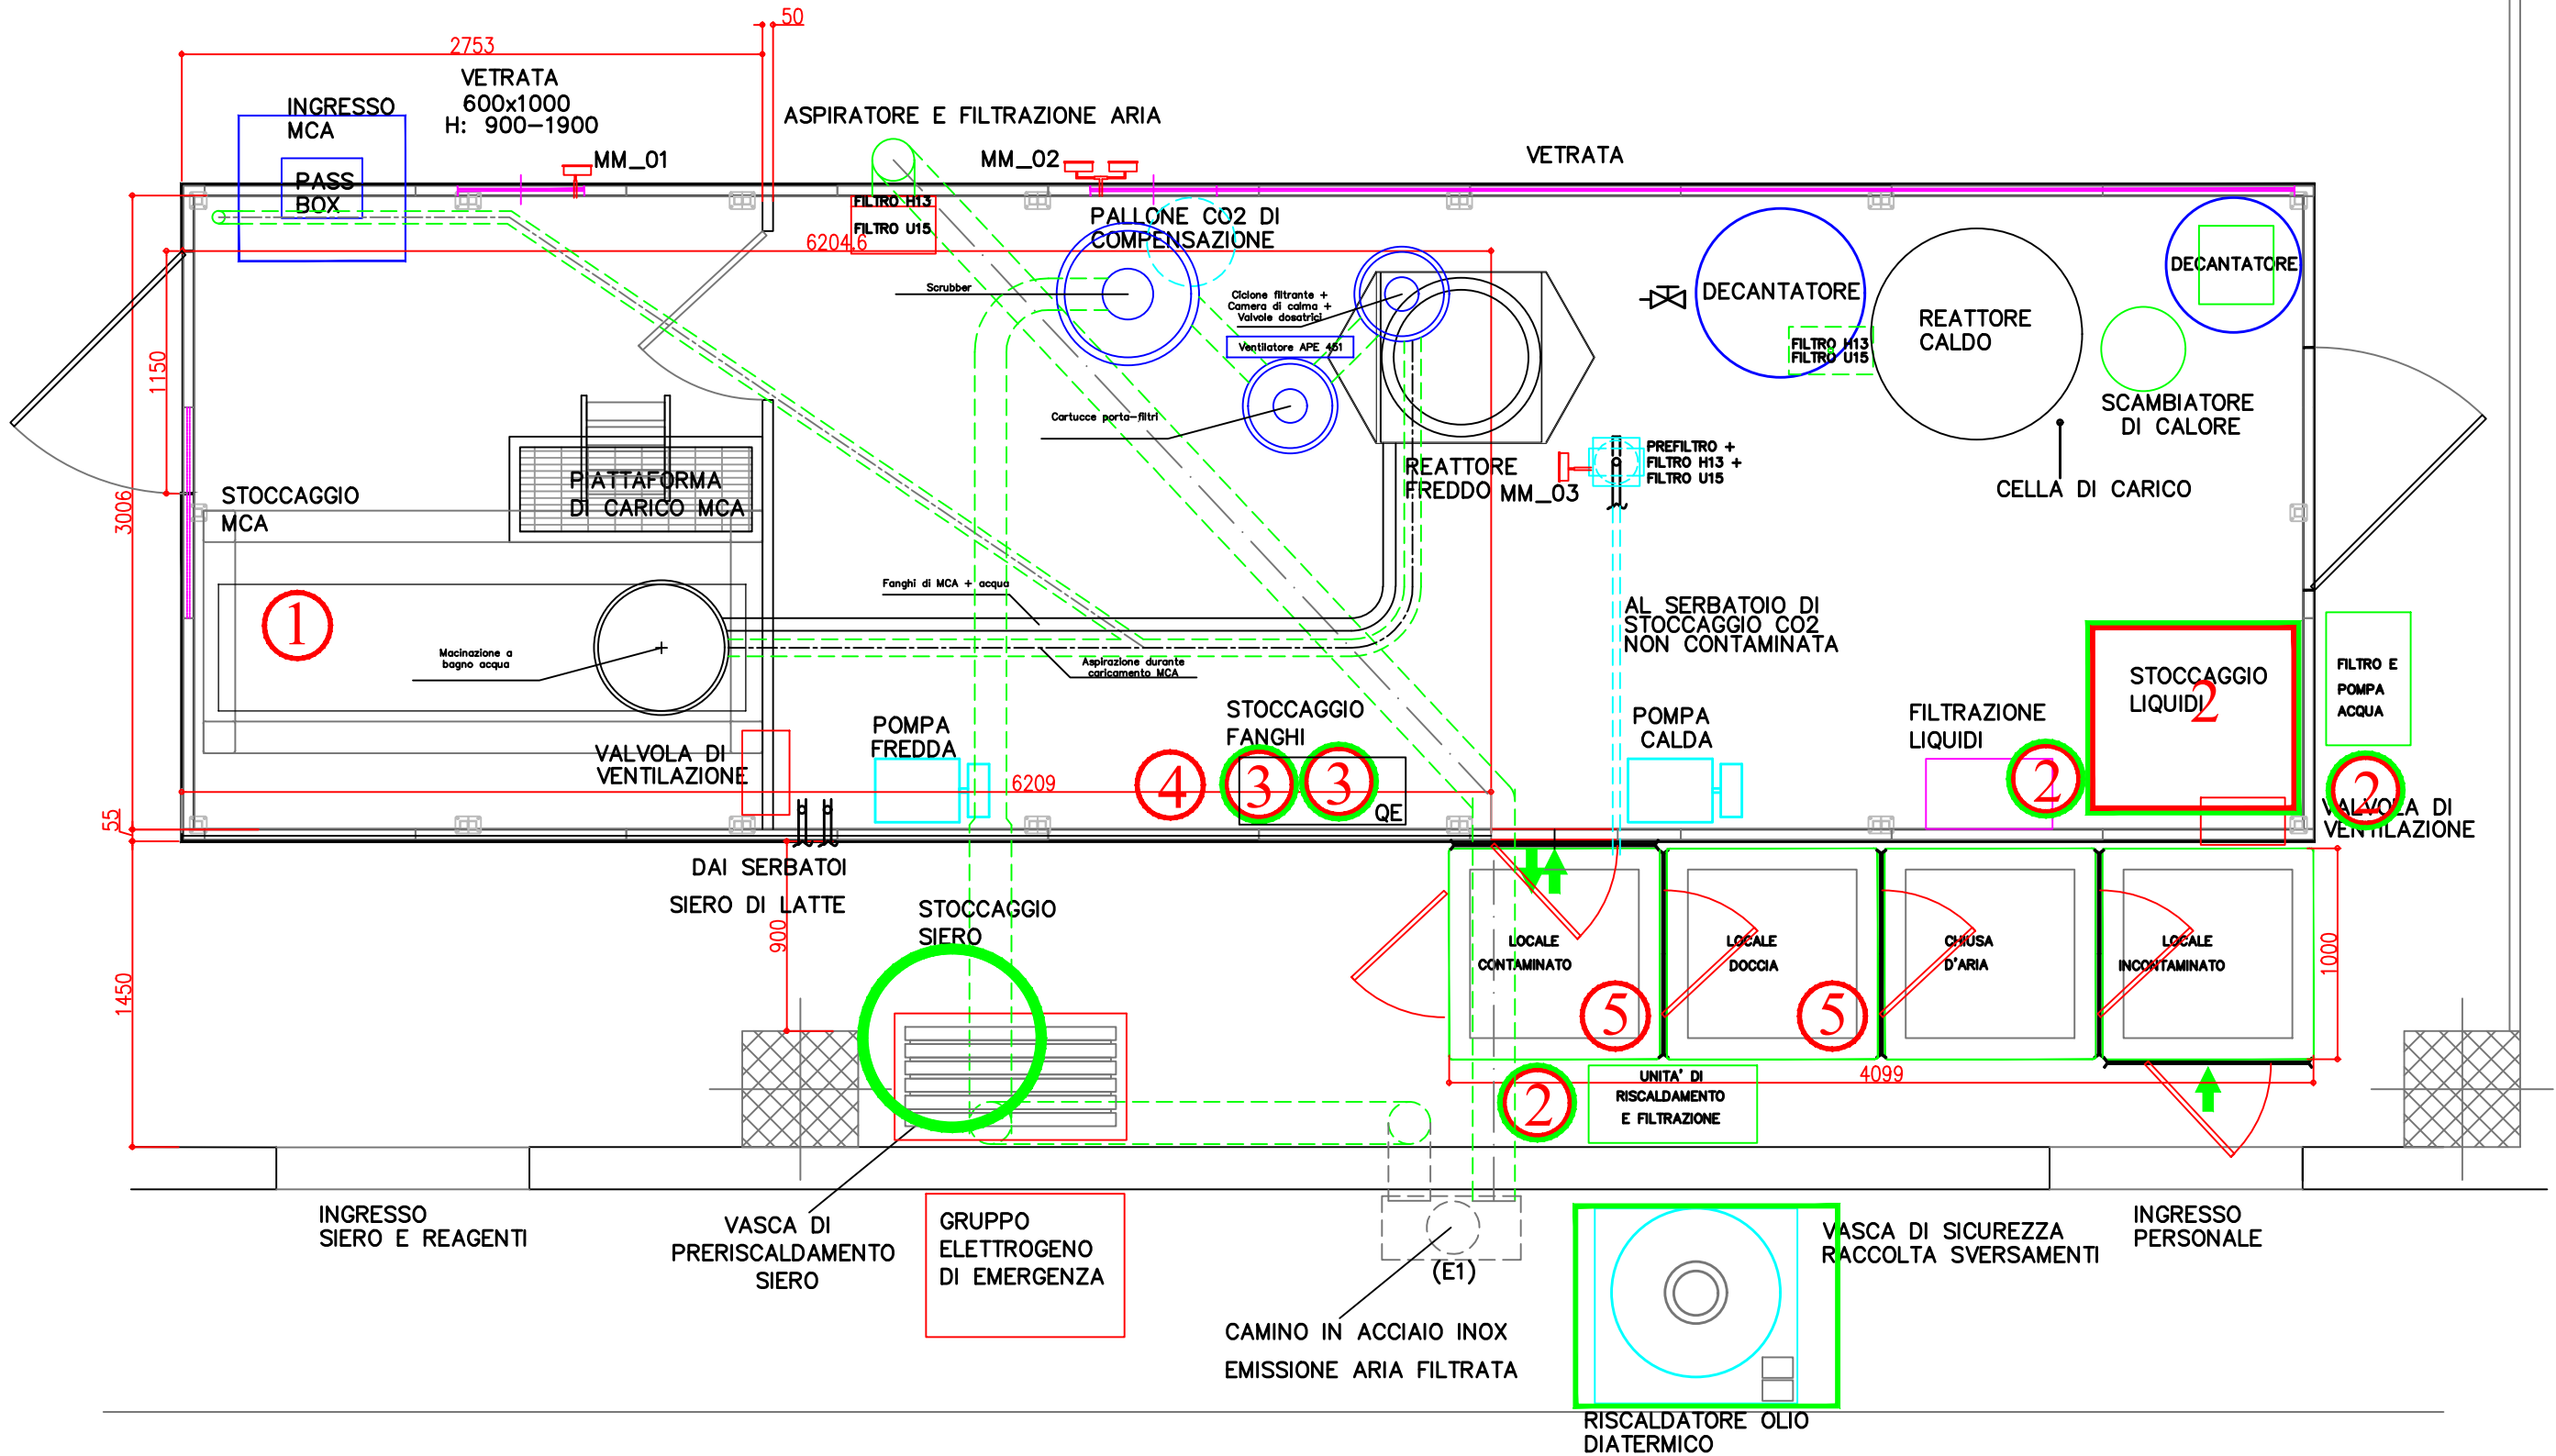 50
2753
VETRATA
600x1000
H: 900-1900
INGRESSO
MCA
PASS
BOX
MM_01
ASPIRATORE E FILTRAZIONE ARIA
MM_02
VETRATA
FILTRO H13
FILTRO U15
PALLONE CO2 DI
COMPENSAZIONE
6204.6
Scrubber
Ciclone filtrante +
Camera di calma +
Valvole dosatrici
Ventilatore APE 451
Cartucce porta-filtri
DECANTATORE
FILTRO H13
FILTRO U15
REATTORE
CALDO
DECANTATORE
SCAMBIATORE
DI CALORE
CELLA DI CARICO
1150
3006
STOCCAGGIO
MCA
PIATTAFORMA
DI CARICO MCA
REATTORE
FREDDO
MM_03
PREFILTRO +
FILTRO H13 +
FILTRO U15
Fanghi di MCA + acqua
1
Macinazione a
bagno acqua
Aspirazione durante
caricamento MCA
AL SERBATOIO DI
STOCCAGGIO CO2
NON CONTAMINATA
STOCCAGGIO
LIQUIDI
2
FILTRO E
POMPA
ACQUA
VALVOLA DI
VENTILAZIONE
POMPA
FREDDA
STOCCAGGIO
FANGHI
4
3
3
QE
6209
POMPA
CALDA
FILTRAZIONE
LIQUIDI
2
2
VALVOLA DI
VENTILAZIONE
55
DAI SERBATOI
SIERO DI LATTE
900
1450
STOCCAGGIO
SIERO
LOCALE
CONTAMINATO
5
LOCALE
DOCCIA
5
CHIUSA
D'ARIA
LOCALE
INCONTAMINATO
1000
4099
2
UNITA' DI
RISCALDAMENTO
E FILTRAZIONE
INGRESSO
SIERO E REAGENTI
VASCA DI
PRERISCALDAMENTO
SIERO
GRUPPO
ELETTROGENO
DI EMERGENZA
(E1)
CAMINO IN ACCIAIO INOX
EMISSIONE ARIA FILTRATA
VASCA DI SICUREZZA
RACCOLTA SVERSAMENTI
INGRESSO
PERSONALE
RISCALDATORE OLIO
DIATERMICO